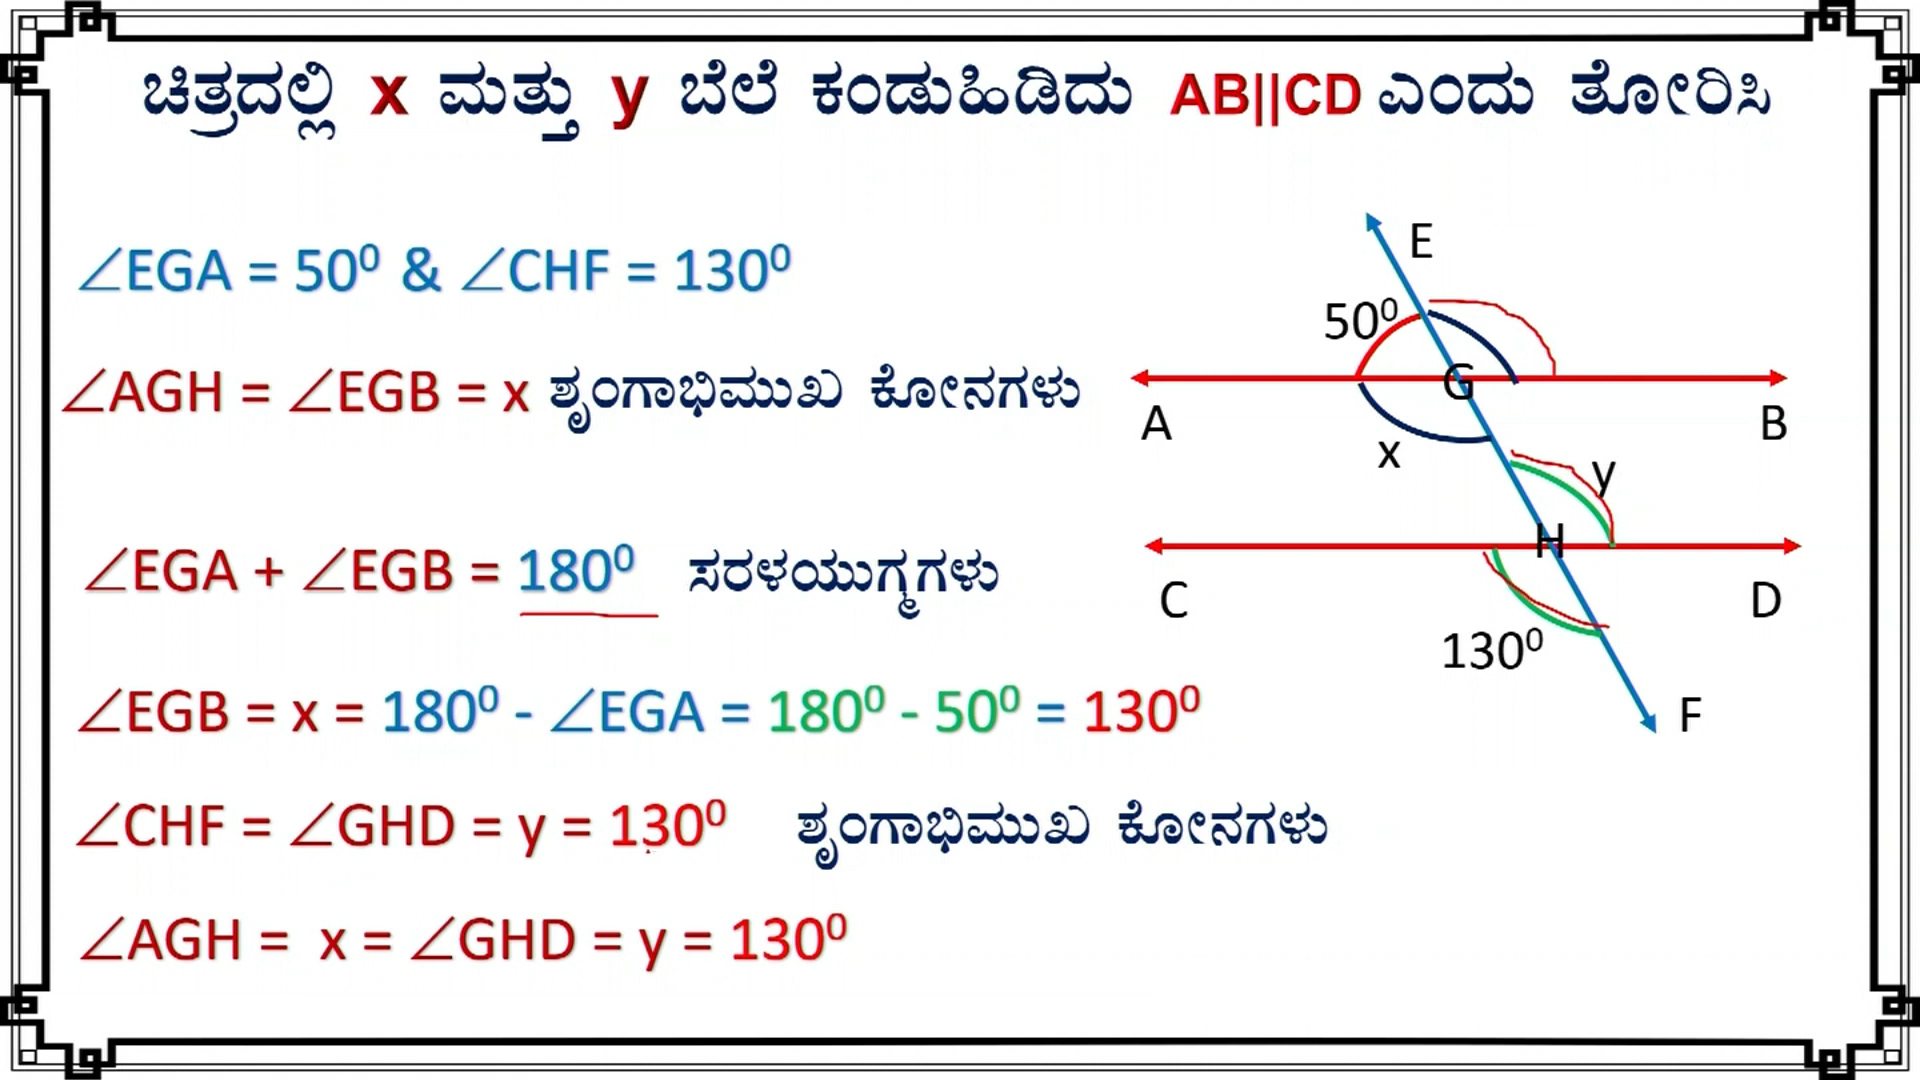 ಚಿತ್ರದಲ್ಲಿ x ಮತ್ತು y ಬೆಲೆ ಕಂಡುಹಿಡಿದು AB||CD ಎಂದು ತೋರಿಸಿ
∠EGA = 50⁰ & ∠CHF = 130⁰
∠AGH = ∠EGB = x ಶೃಂಗಾಭಿಮುಖ ಕೋನಗಳು
∠EGA + ∠EGB = 180⁰ ಸರಳಯುಗ್ಮಗಳು
∠EGB = x = 180⁰ - ∠EGA = 180⁰ - 50⁰ = 130⁰
∠CHF = ∠GHD = y = 130⁰ ಶೃಂಗಾಭಿಮುಖ ಕೋನಗಳು
∠AGH = x = ∠GHD = y = 130⁰
E
50⁰
G
A
B
x
y
H
C
D
130⁰
F